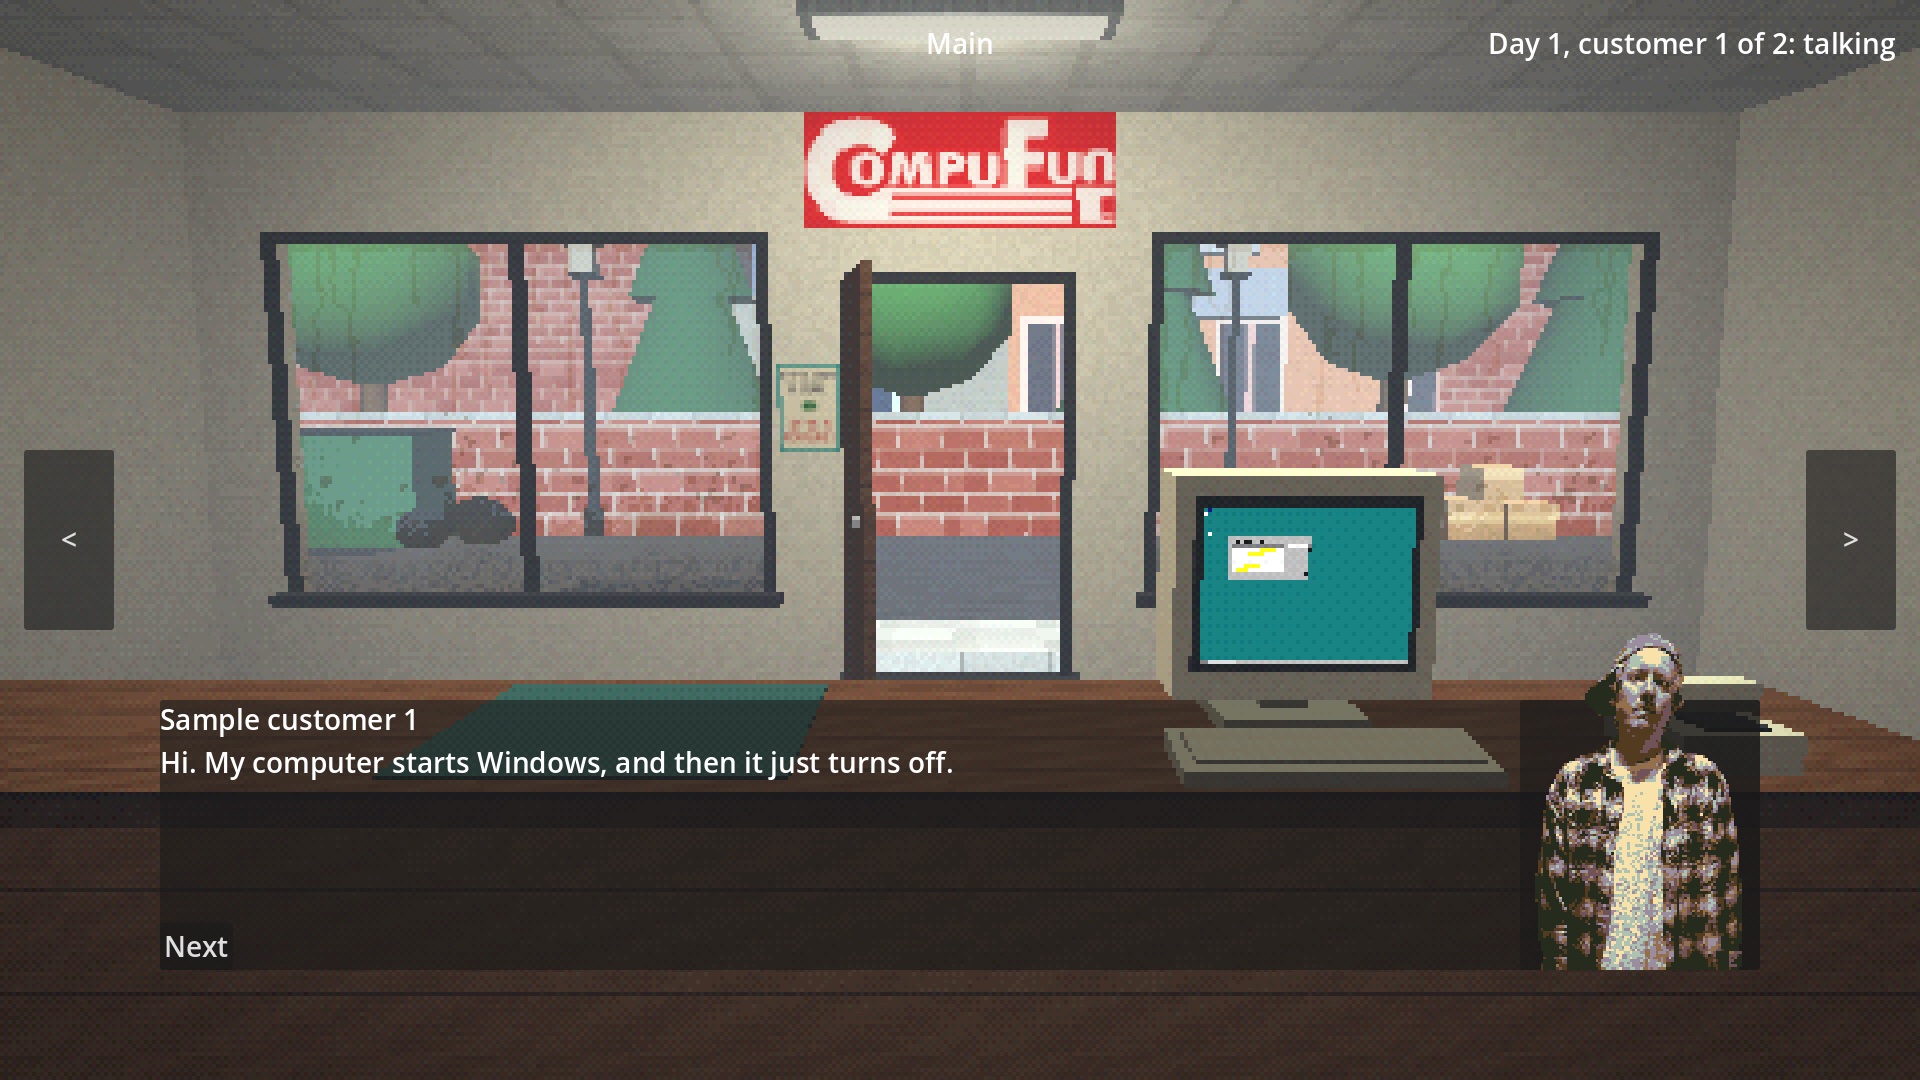 Main
Day 1, customer 1 of 2: talking
COMPUFUN
<
>
Sample customer 1
Hi. My computer starts Windows, and then it just turns off.
Next